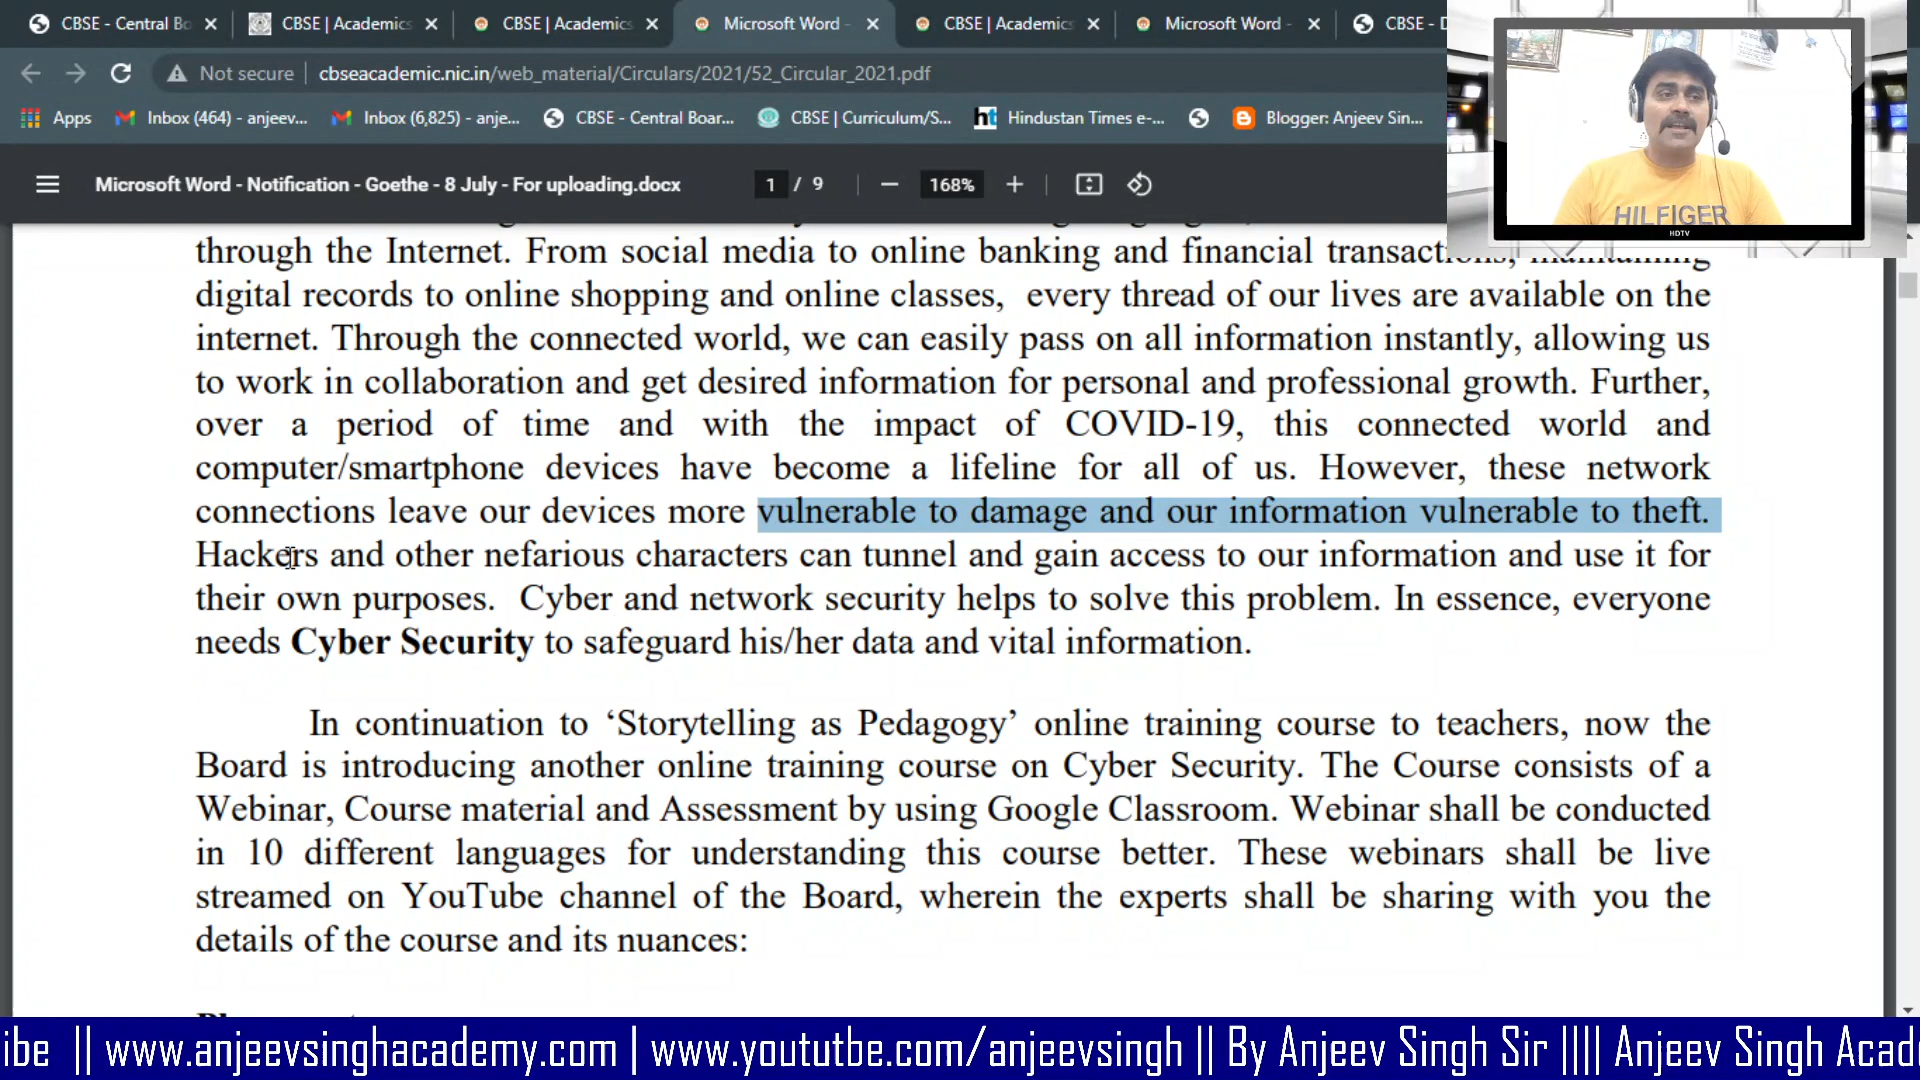 CBSE - Central Bo
CBSE | Academics
CBSE | Academics
Microsoft Word -
CBSE | Academics
Microsoft Word -
CBSE - D
Not secure
cbseacademic.nic.in/web_material/Circulars/2021/52_Circular_2021.pdf
Apps
Inbox (464) - anjeev...
Inbox (6,825) - anje...
CBSE - Central Boar...
CBSE | Curriculum/S...
ht
Hindustan Times e-...
Blogger: Anjeev Sin...
Microsoft Word - Notification - Goethe - 8 July - For uploading.docx
1 / 9
168%
HILFIGER
HDTV
through the Internet. From social media to online banking and financial transactions, maintaining
digital records to online shopping and online classes, every thread of our lives are available on the
internet. Through the connected world, we can easily pass on all information instantly, allowing us
to work in collaboration and get desired information for personal and professional growth. Further,
over a period of time and with the impact of COVID-19, this connected world and
computer/smartphone devices have become a lifeline for all of us. However, these network
connections leave our devices more vulnerable to damage and our information vulnerable to theft.
Hackers and other nefarious characters can tunnel and gain access to our information and use it for
their own purposes. Cyber and network security helps to solve this problem. In essence, everyone
needs Cyber Security to safeguard his/her data and vital information.
In continuation to ‘Storytelling as Pedagogy’ online training course to teachers, now the
Board is introducing another online training course on Cyber Security. The Course consists of a
Webinar, Course material and Assessment by using Google Classroom. Webinar shall be conducted
in 10 different languages for understanding this course better. These webinars shall be live
streamed on YouTube channel of the Board, wherein the experts shall be sharing with you the
details of the course and its nuances:
ibe || www.anjeevsinghacademy.com | www.yoututbe.com/anjeevsingh || By Anjeev Singh Sir |||| Anjeev Singh Acad